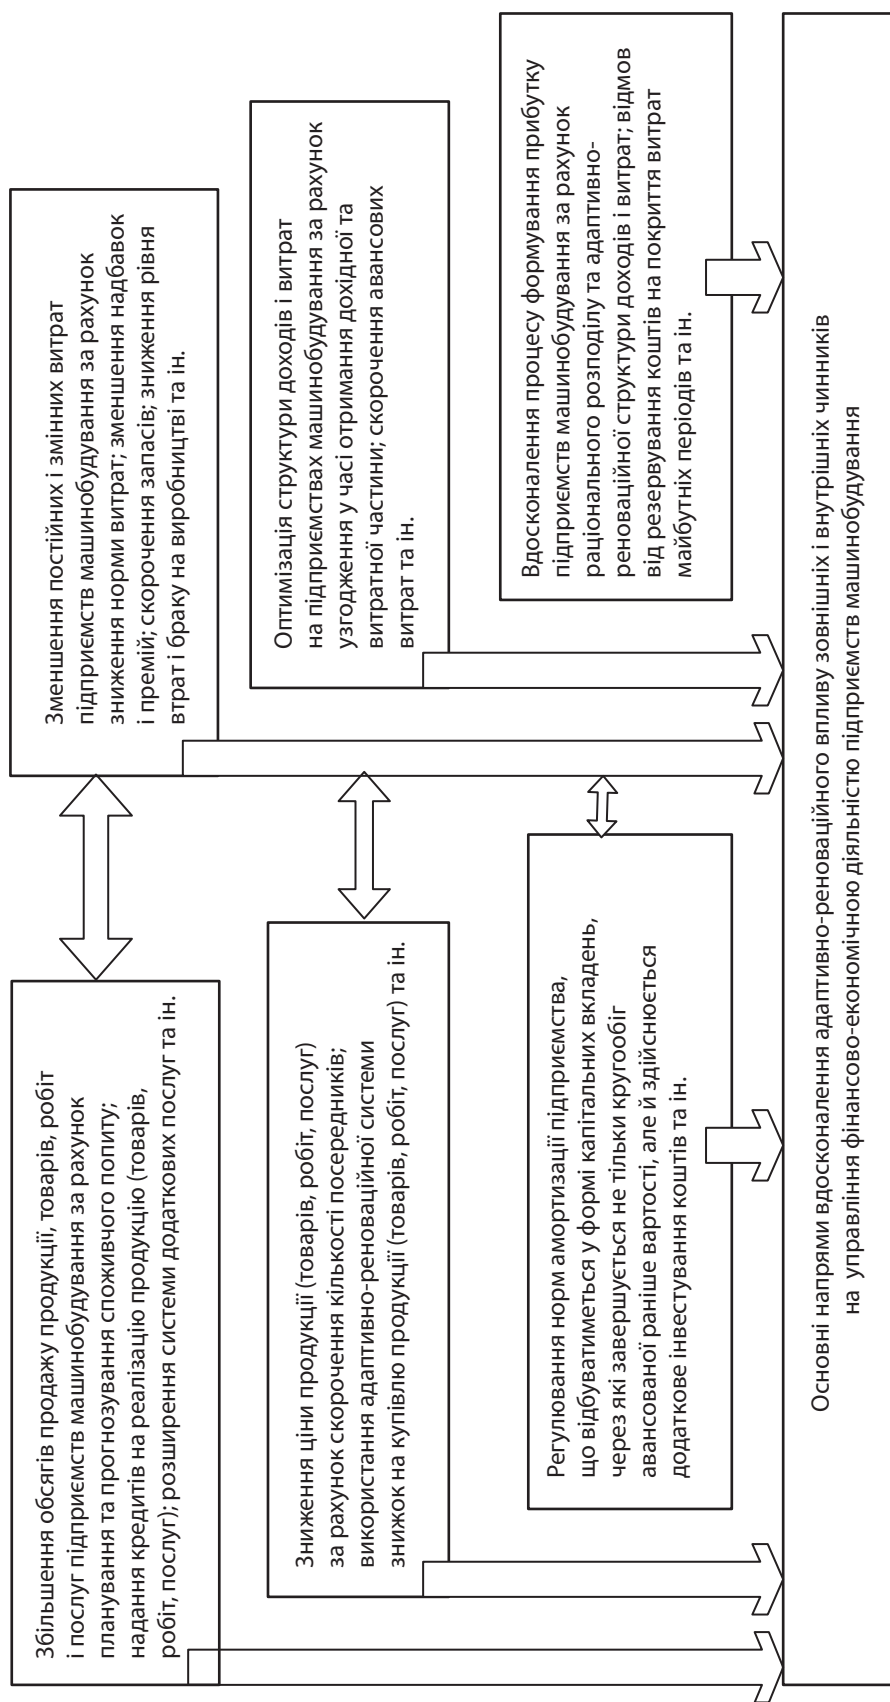 Збільшення обсягів продажу продукції, товарів, робіт
і послуг підприємств машинобудування за рахунок
планування та прогнозування споживчого попиту;
надання кредитів на реалізацію продукцію (товарів,
робіт, послуг); розширення системи додаткових послуг та ін.
Зменшення постійних і змінних витрат
підприємств машинобудування за рахунок
зниження норми витрат; зменшення надбавок
і премій; скорочення запасів; зниження рівня
втрат і браку на виробництві та ін.
Зниження ціни продукції (товарів, робіт, послуг)
за рахунок скорочення кількості посередників;
використання адаптивно-реноваційної системи
знижок на купівлю продукції (товарів, робіт, послуг) та ін.
Оптимізація структури доходів і витрат
на підприємствах машинобудування за рахунок
узгодження у часі отримання дохідної та
витратної частини; скорочення авансових
витрат та ін.
Регулювання норм амортизації підприємства,
що відбуватиметься у формі капітальних вкладень,
через які завершується не тільки кругообіг
авансованої раніше вартості, але й здійснюється
додаткове інвестування коштів та ін.
Вдосконалення процесу формування прибутку
підприємств машинобудування за рахунок
раціонального розподілу та адаптивно-
реноваційної структури доходів і витрат; відмов
від резервування коштів на покриття витрат
майбутніх періодів та ін.
Основні напрями вдосконалення адаптивно-реноваційного впливу зовнішніх і внутрішніх чинників
на управління фінансово-економічною діяльністю підприємств машинобудування